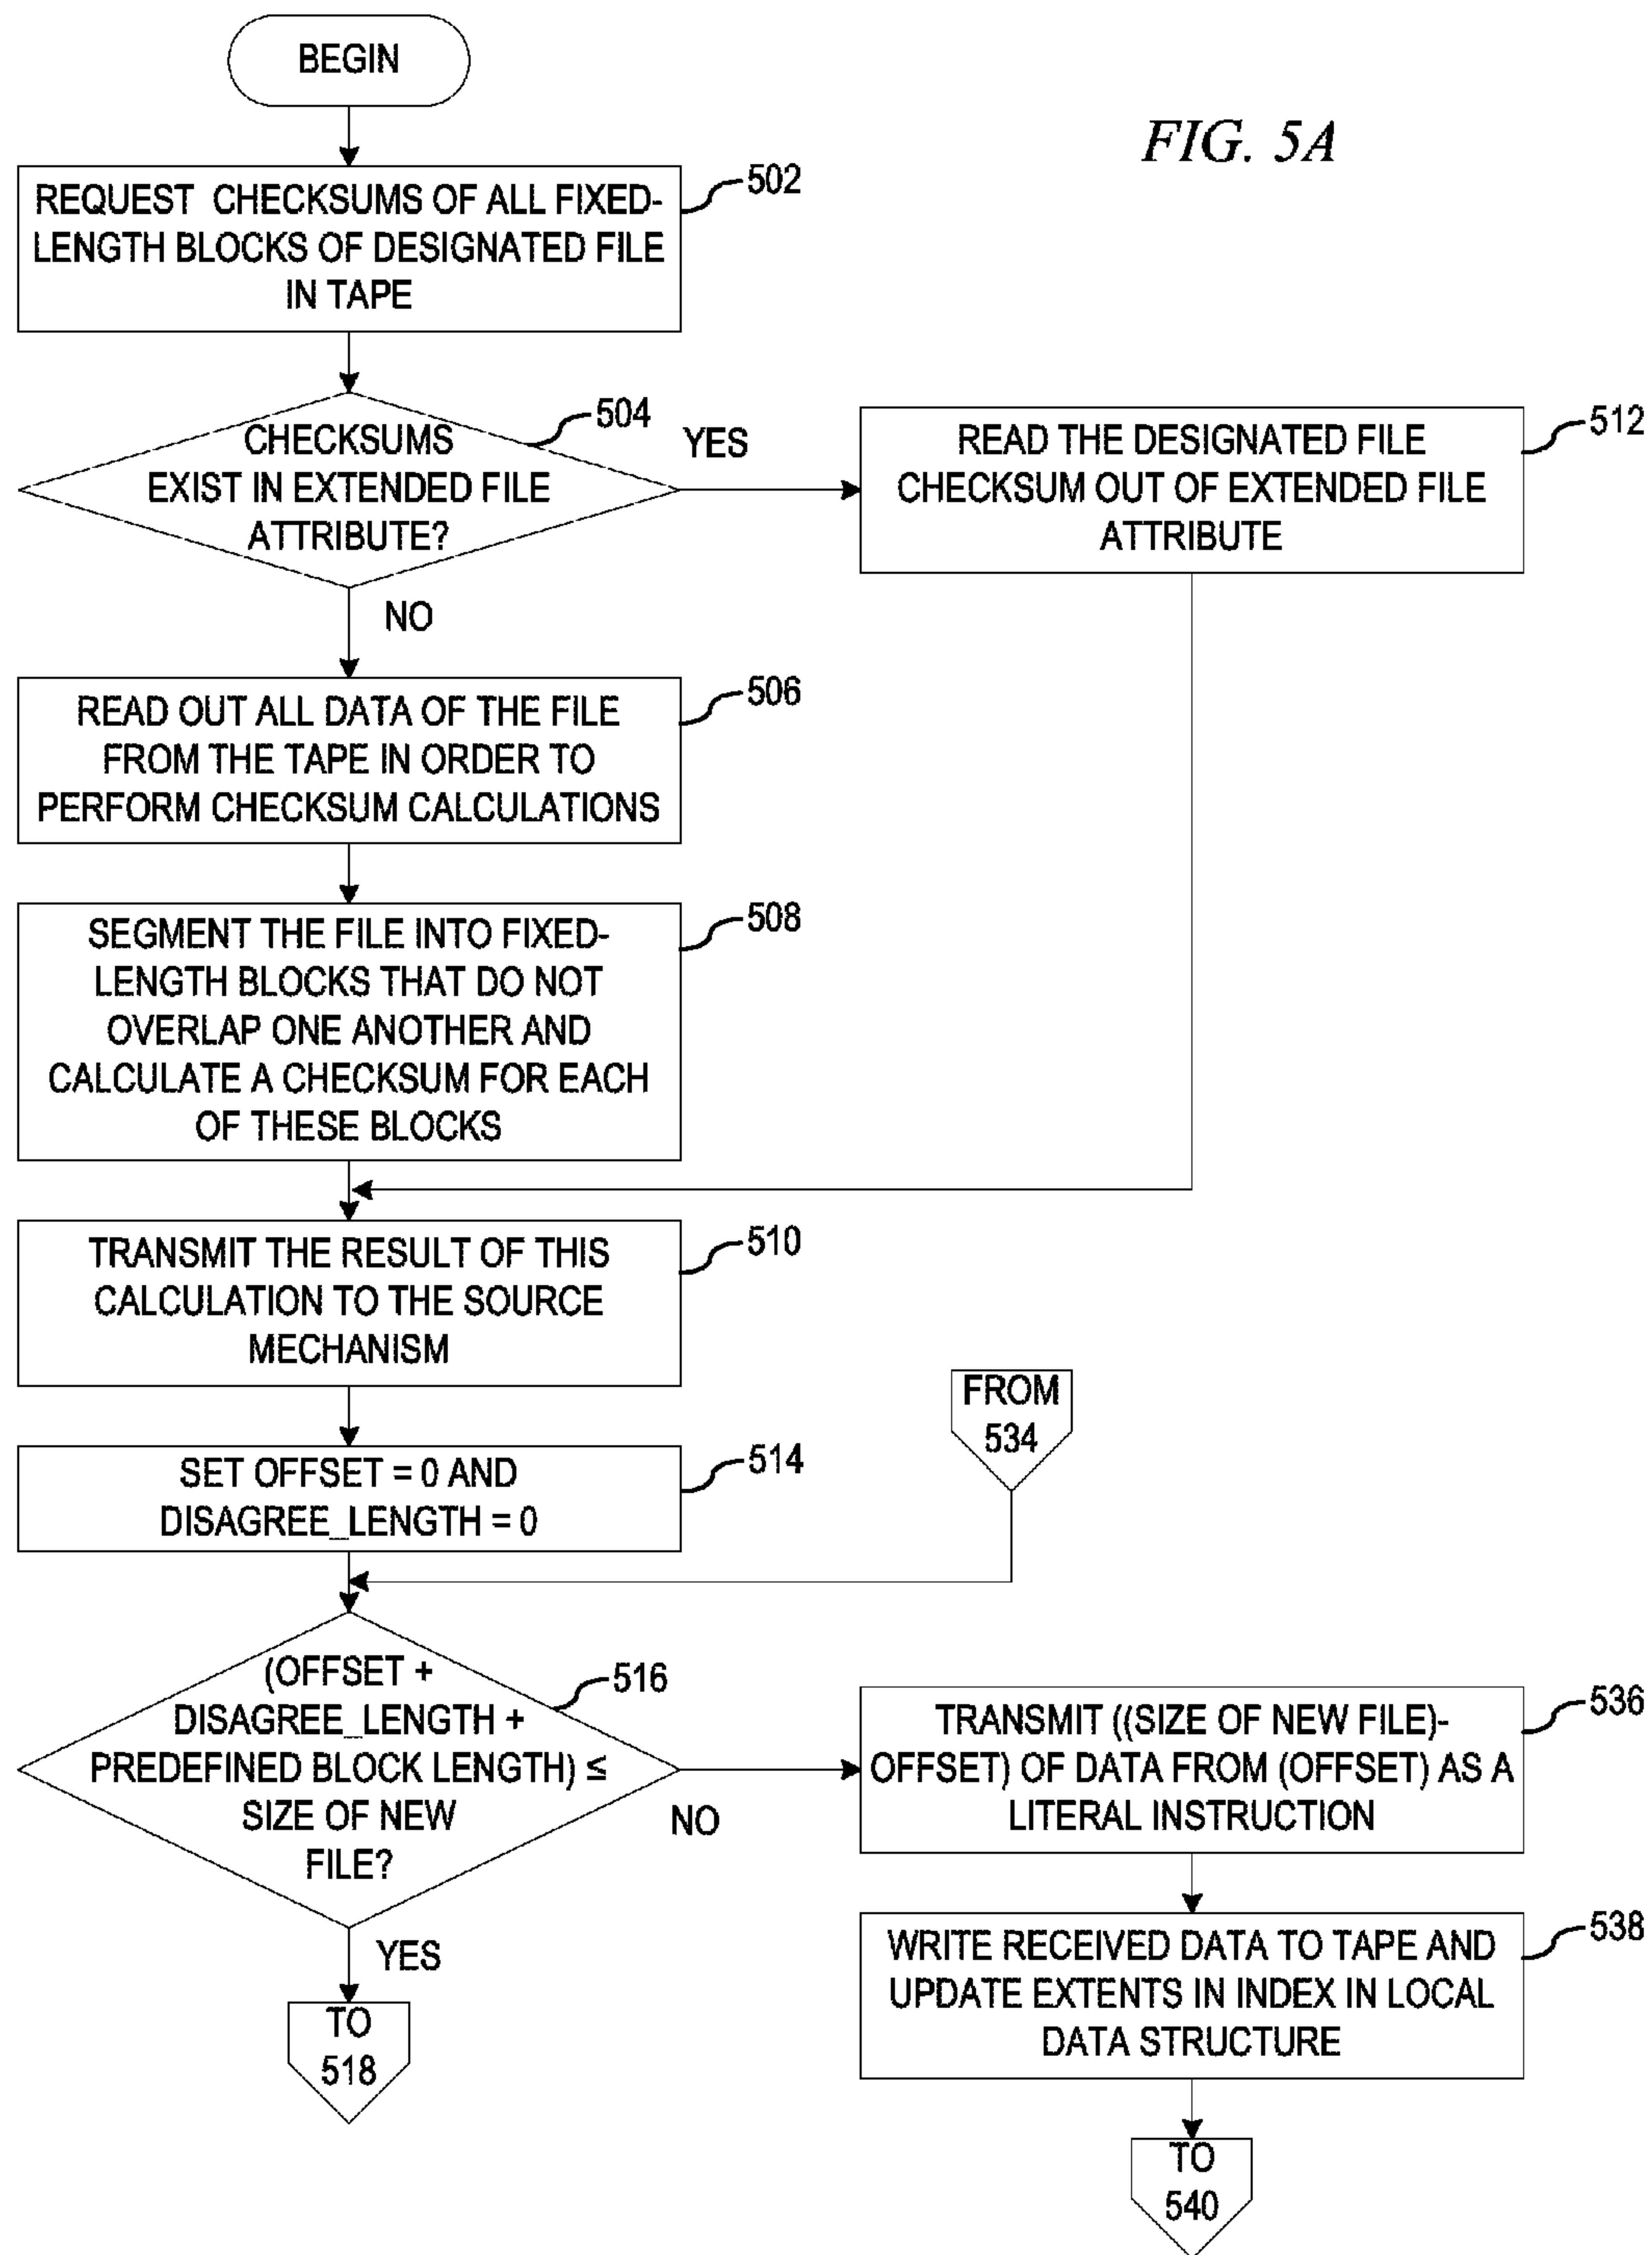 BEGIN
FIG. 5A
REQUEST CHECKSUMS OF ALL FIXED-
LENGTH BLOCKS OF DESIGNATED FILE
IN TAPE
502
CHECKSUMS
EXIST IN EXTENDED FILE
ATTRIBUTE?
504
YES
READ THE DESIGNATED FILE
CHECKSUM OUT OF EXTENDED FILE
ATTRIBUTE
512
NO
READ OUT ALL DATA OF THE FILE
FROM THE TAPE IN ORDER TO
PERFORM CHECKSUM CALCULATIONS
506
SEGMENT THE FILE INTO FIXED-
LENGTH BLOCKS THAT DO NOT
OVERLAP ONE ANOTHER AND
CALCULATE A CHECKSUM FOR EACH
OF THESE BLOCKS
508
TRANSMIT THE RESULT OF THIS
CALCULATION TO THE SOURCE
MECHANISM
510
FROM
534
SET OFFSET = 0 AND
DISAGREE_LENGTH = 0
514
(OFFSET +
DISAGREE_LENGTH +
PREDEFINED BLOCK LENGTH) ≤
SIZE OF NEW
FILE?
516
NO
TRANSMIT ((SIZE OF NEW FILE)-
OFFSET) OF DATA FROM (OFFSET) AS A
LITERAL INSTRUCTION
536
YES
TO
518
WRITE RECEIVED DATA TO TAPE AND
UPDATE EXTENTS IN INDEX IN LOCAL
DATA STRUCTURE
538
TO
540